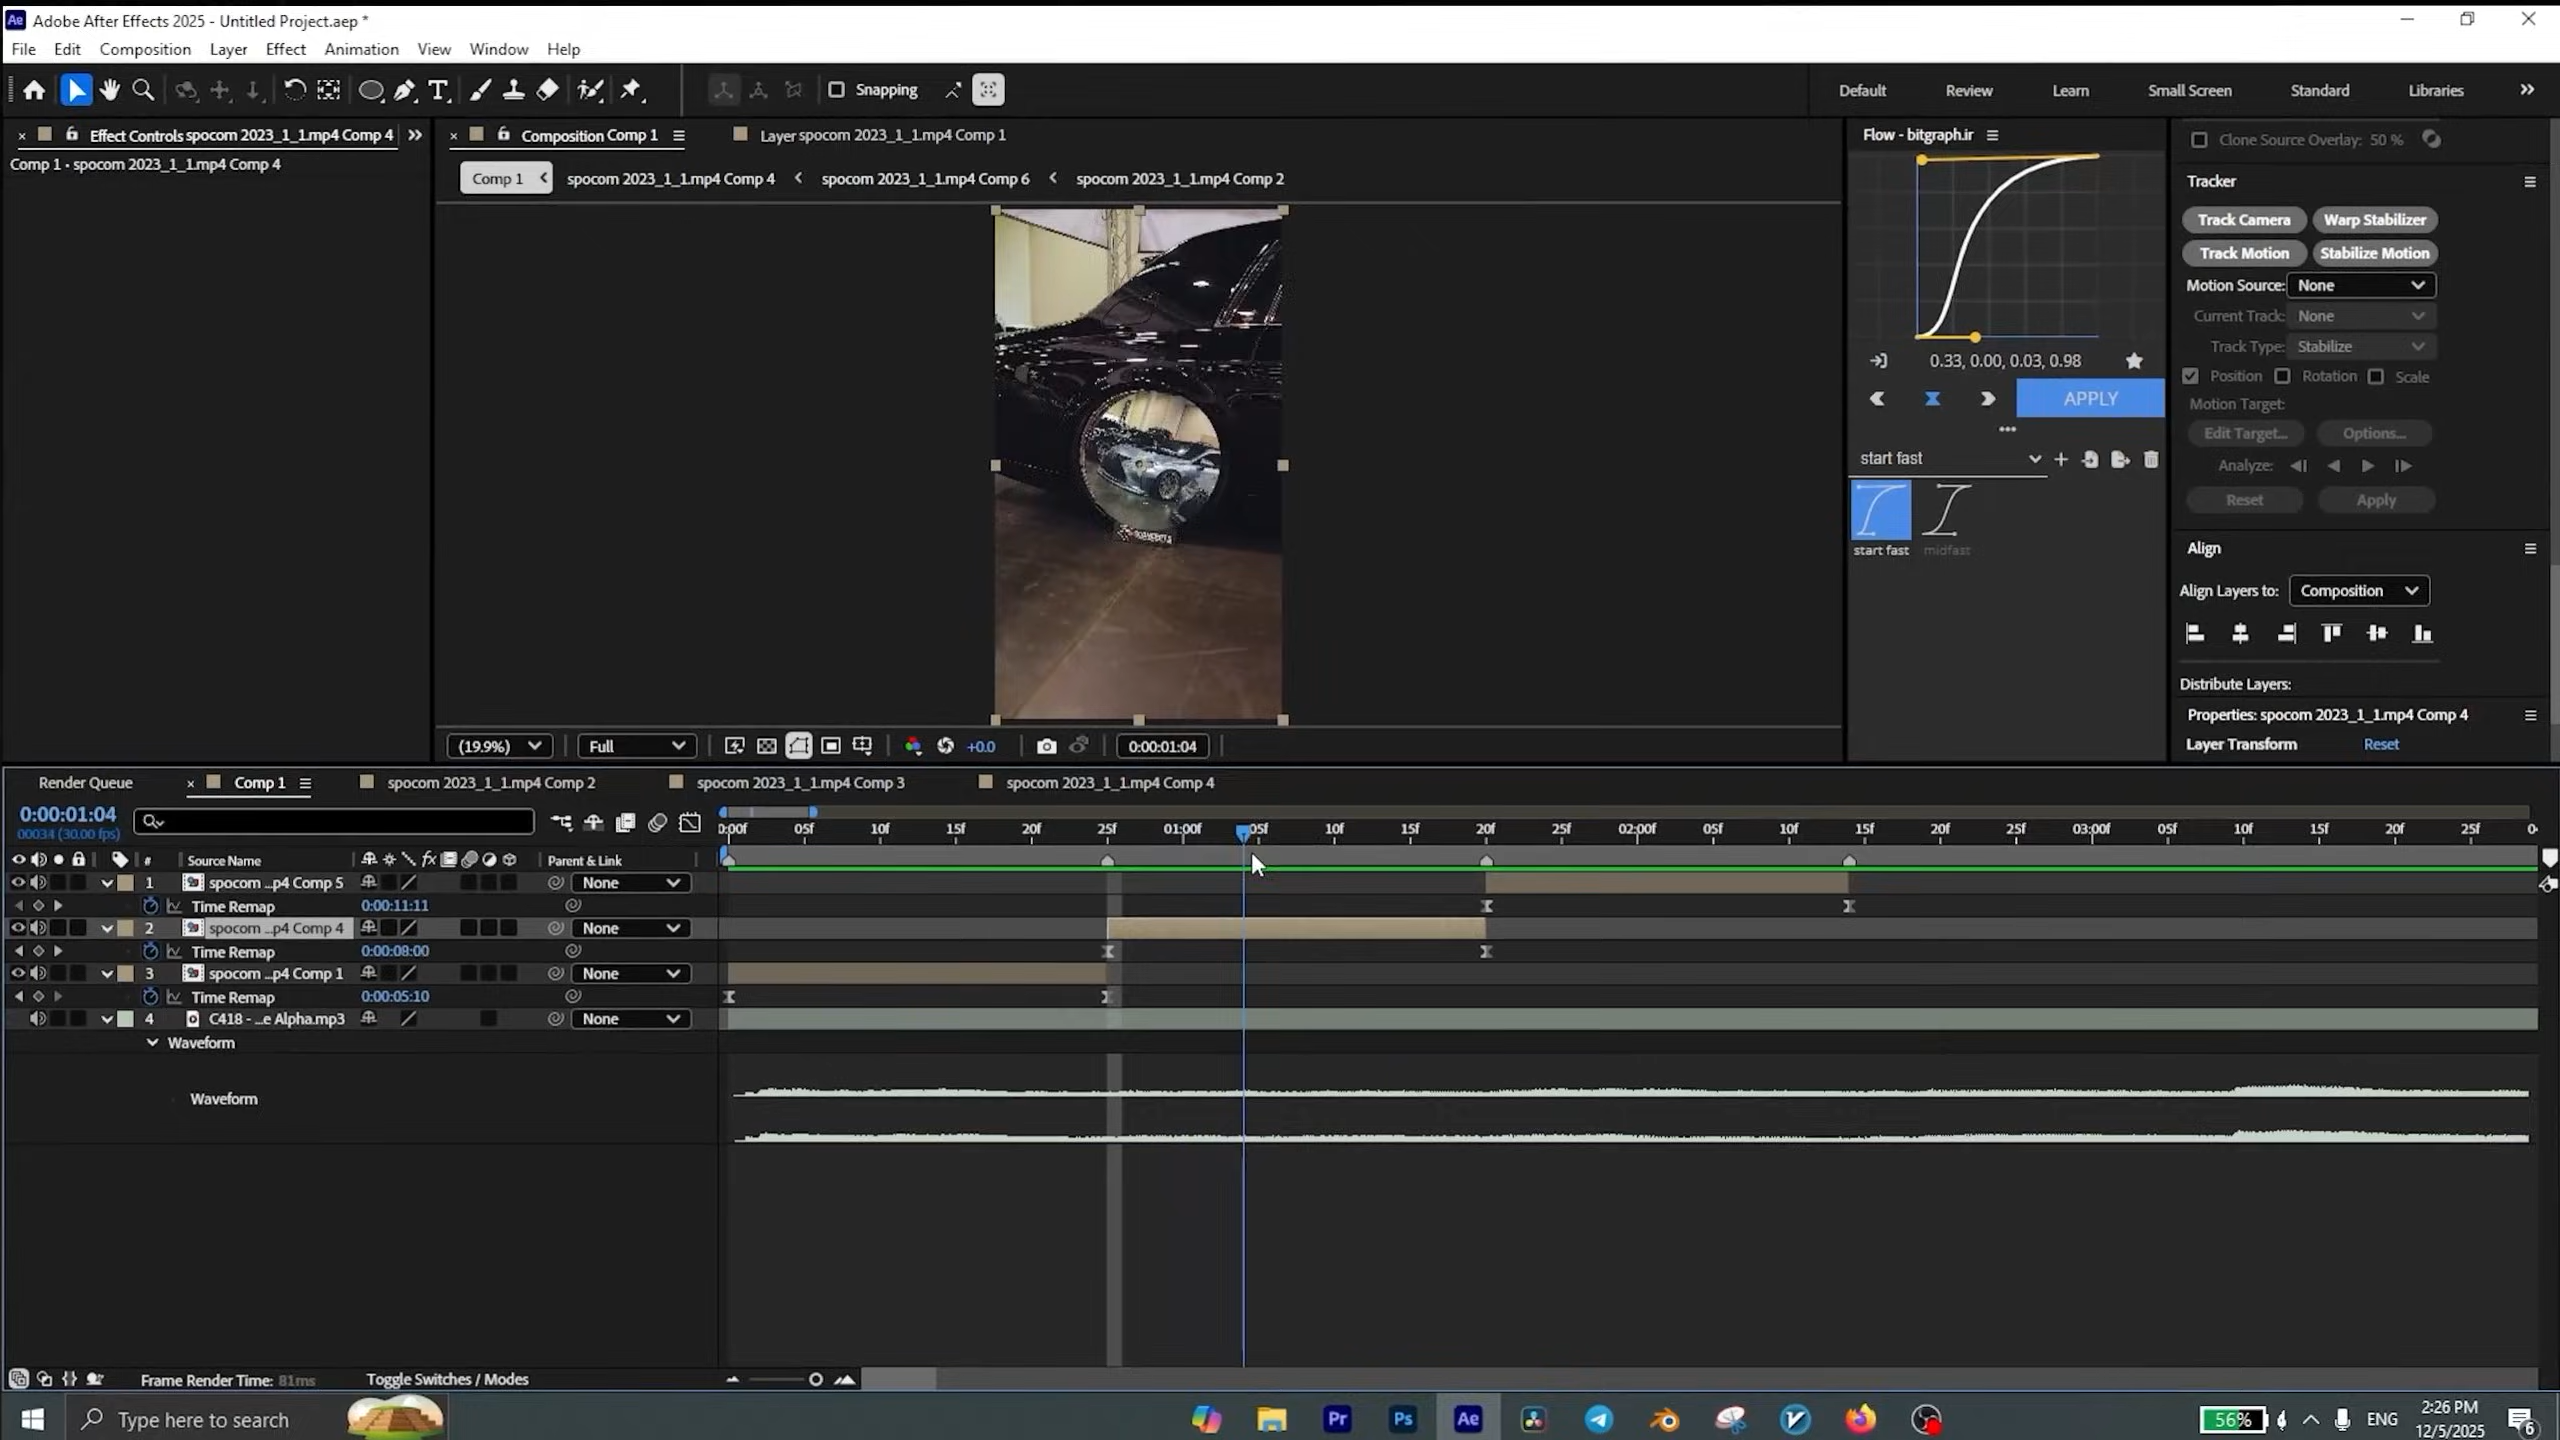 Adobe After Effects 2025 - Untitled Project.aep *
File Edit Composition Layer Effect Animation View Window Help
Snapping
Default Review Learn Small Screen Standard Libraries
Effect Controls spocom 2023_1_1.mp4 Comp 4
Comp 1 • spocom 2023_1_1.mp4 Comp 4
Composition Comp 1
Layer spocom 2023_1_1.mp4 Comp 1
Comp 1 spocom 2023_1_1.mp4 Comp 4 spocom 2023_1_1.mp4 Comp 6 spocom 2023_1_1.mp4 Comp 2
(19.9%) Full +0.0 0:00:01:04
Flow - bitgraph.ir
0.33, 0.00, 0.03, 0.98
APPLY
start fast
start fast midfast
Clone Source Overlay: 50 %
Tracker
Track Camera Warp Stabilizer
Track Motion Stabilize Motion
Motion Source: None
Current Track: None
Track Type: Stabilize
Position Rotation Scale
Motion Target:
Edit Target... Options...
Analyze:
Reset Apply
Align
Align Layers to: Composition
Distribute Layers:
Properties: spocom 2023_1_1.mp4 Comp 4
Layer Transform Reset
Render Queue Comp 1 spocom 2023_1_1.mp4 Comp 2 spocom 2023_1_1.mp4 Comp 3 spocom 2023_1_1.mp4 Comp 4
0:00:01:04
00034 (30.00 fps)
0:00f 05f 10f 15f 20f 25f 01:00f 05f 10f 15f 20f 25f 02:00f 05f 10f 15f 20f 25f 03:00f 05f 10f 15f 20f 25f 0
# Source Name fx Parent & Link
1 spocom ...p4 Comp 5 None
Time Remap 0:00:11:11
2 spocom ...p4 Comp 4 None
Time Remap 0:00:08:00
3 spocom ...p4 Comp 1 None
Time Remap 0:00:05:10
4 C418 - ...e Alpha.mp3 None
Waveform
Waveform
Frame Render Time: 81ms Toggle Switches / Modes
Type here to search
Pr Ps Ae
56% ENG 2:26 PM
12/5/2025
6